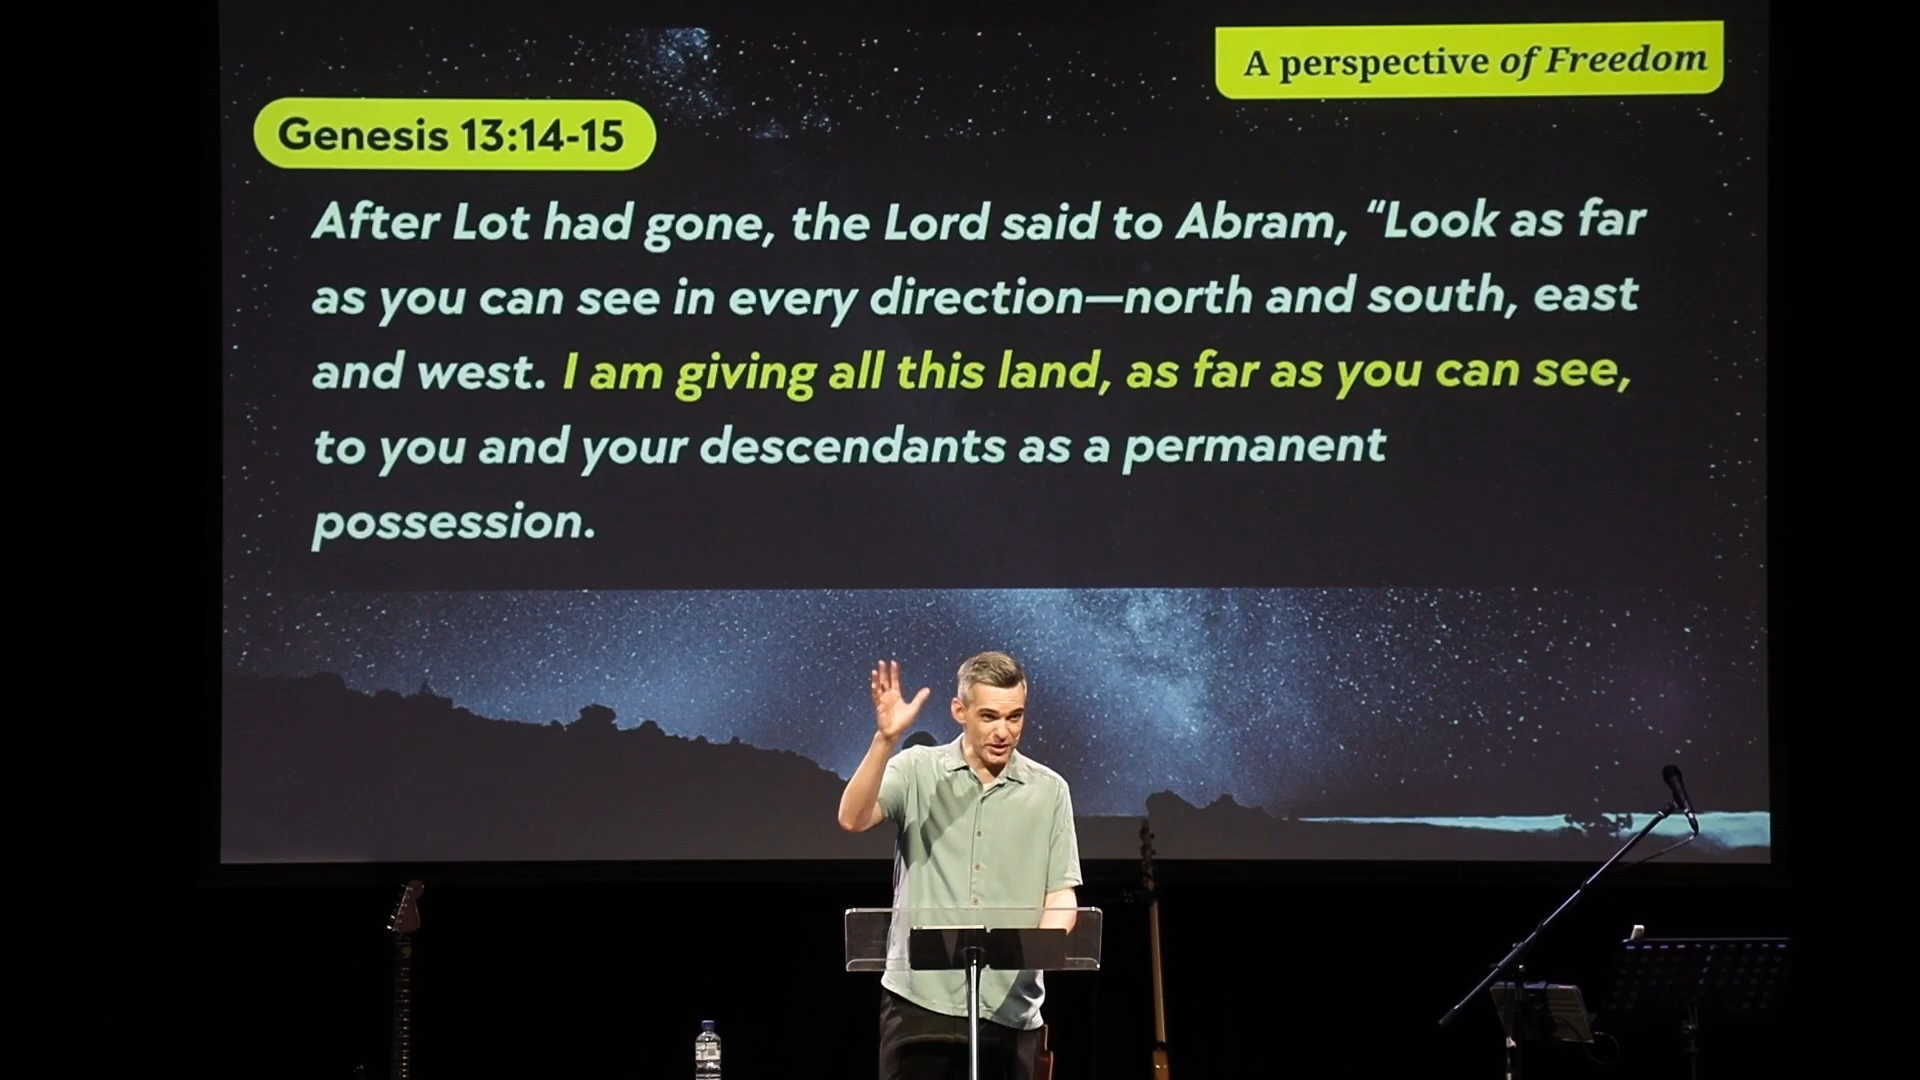 A perspective of Freedom
Genesis 13:14-15
After Lot had gone, the Lord said to Abram, “Look as far
as you can see in every direction—north and south, east
and west. I am giving all this land, as far as you can see,
to you and your descendants as a permanent
possession.